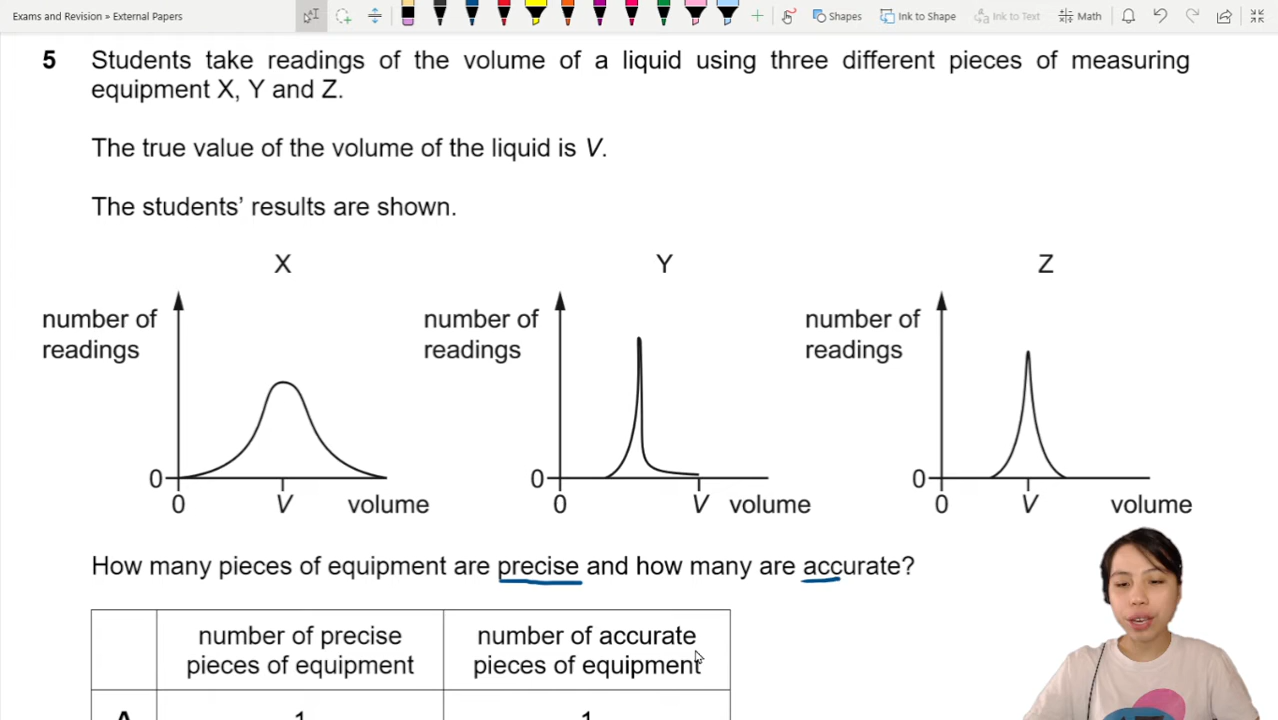 Exams and Revision » External Papers
Shapes
Ink to Shape
Ink to Text
Math
5 Students take readings of the volume of a liquid using three different pieces of measuring
equipment X, Y and Z.
The true value of the volume of the liquid is V.
The students' results are shown.
X
number of
readings
0
0
V
volume
Y
number of
readings
0
0
V
volume
Z
number of
readings
0
0
V
volume
How many pieces of equipment are precise and how many are accurate?
number of precise
pieces of equipment
number of accurate
pieces of equipment
A 1 1